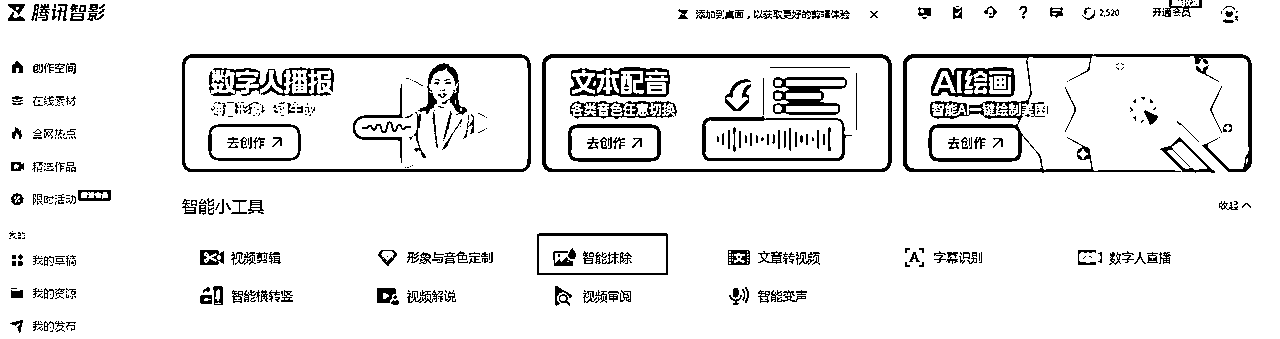 腾讯智影
添加到桌面，以获取更好的剪辑体验
2,520
开通会员
创作空间
在线素材
全网热点
精选作品
限时活动
我的
我的草稿
我的资源
我的发布
数字人播报
去创作
文本配音
各类音色任意切换
去创作
AI绘画
智能AI一键绘制美图
去创作
智能小工具
收起
视频剪辑
形象与音色定制
智能抹除
文章转视频
字幕识别
数字人直播
智能横转竖
视频解说
视频审阅
智能变声